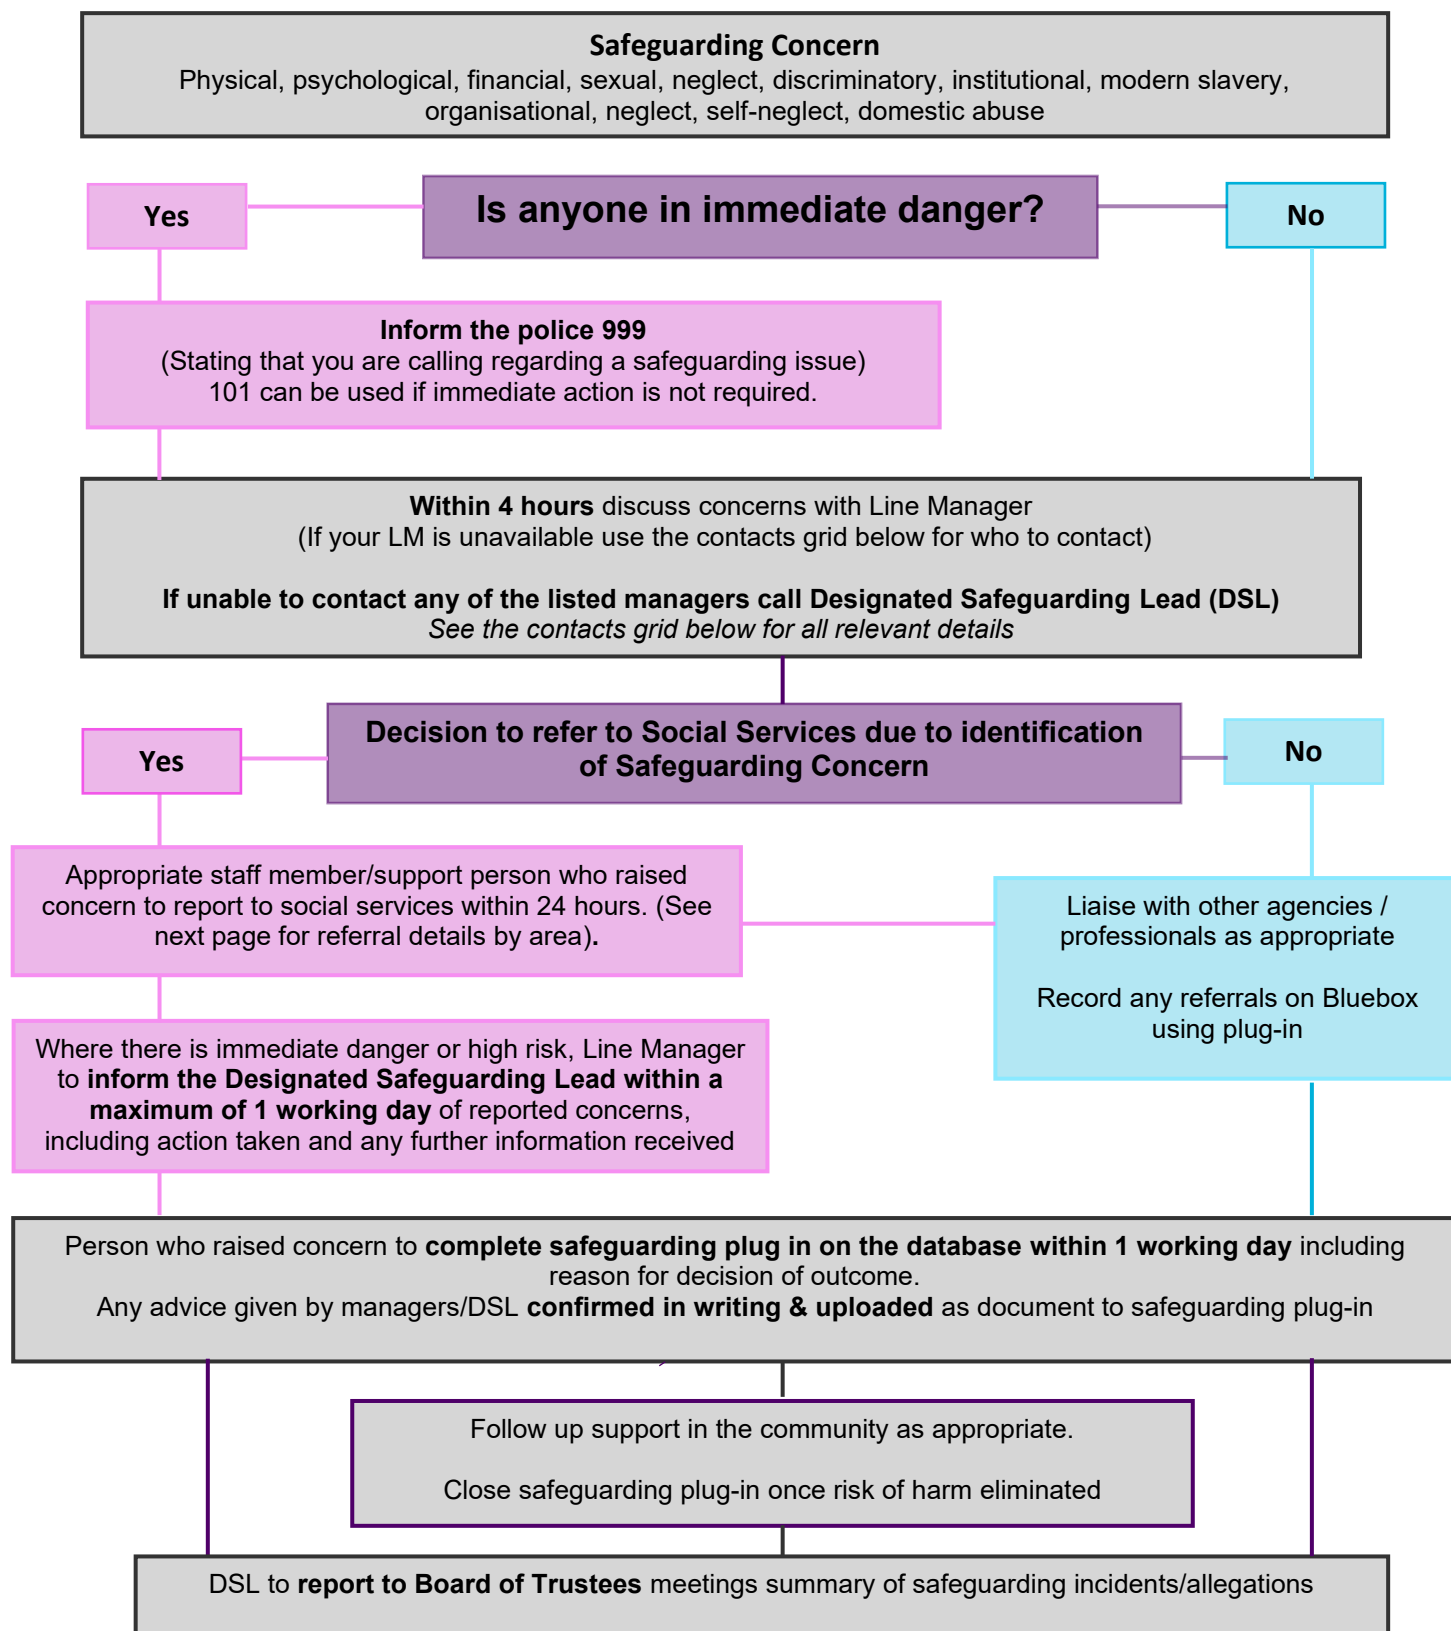 Safeguarding Concern
Physical, psychological, financial, sexual, neglect, discriminatory, institutional, modern slavery,
organisational, neglect, self-neglect, domestic abuse
Yes
Is anyone in immediate danger?
No
Inform the police 999
(Stating that you are calling regarding a safeguarding issue)
101 can be used if immediate action is not required.
Within 4 hours discuss concerns with Line Manager
(If your LM is unavailable use the contacts grid below for who to contact)
If unable to contact any of the listed managers call Designated Safeguarding Lead (DSL)
See the contacts grid below for all relevant details
Yes
Decision to refer to Social Services due to identification
of Safeguarding Concern
No
Appropriate staff member/support person who raised
concern to report to social services within 24 hours. (See
next page for referral details by area).
Liaise with other agencies /
professionals as appropriate
Record any referrals on Bluebox
using plug-in
Where there is immediate danger or high risk, Line Manager
to inform the Designated Safeguarding Lead within a
maximum of 1 working day of reported concerns,
including action taken and any further information received
Person who raised concern to complete safeguarding plug in on the database within 1 working day including
reason for decision of outcome.
Any advice given by managers/DSL confirmed in writing & uploaded as document to safeguarding plug-in
Follow up support in the community as appropriate.
Close safeguarding plug-in once risk of harm eliminated
DSL to report to Board of Trustees meetings summary of safeguarding incidents/allegations